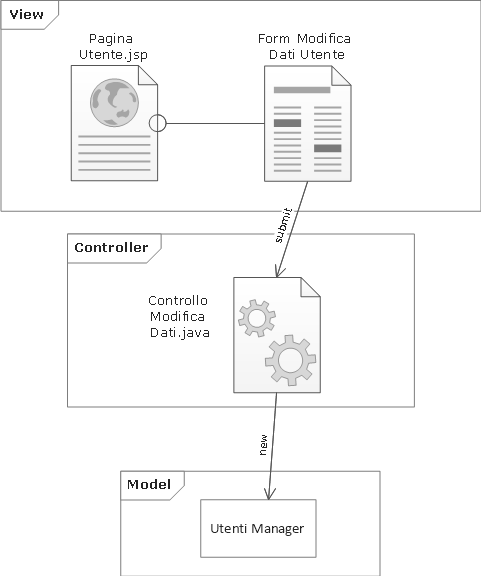 View
Pagina
Utente.jsp
Form Modifica
Dati Utente
submit
Controller
Controllo
Modifica
Dati.java
new
Model
Utenti Manager